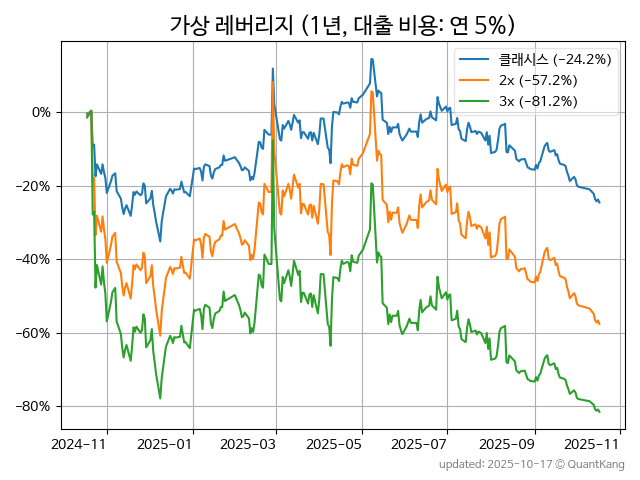 가상 레버리지 (1년, 대출 비용: 연 5%)
클래시스 (−24.2%)
2x (−57.2%)
3x (−81.2%)
0%
−20%
−40%
−60%
−80%
2024-11 2025-01 2025-03 2025-05 2025-07 2025-09 2025-11
updated: 2025-10-17 © QuantKang